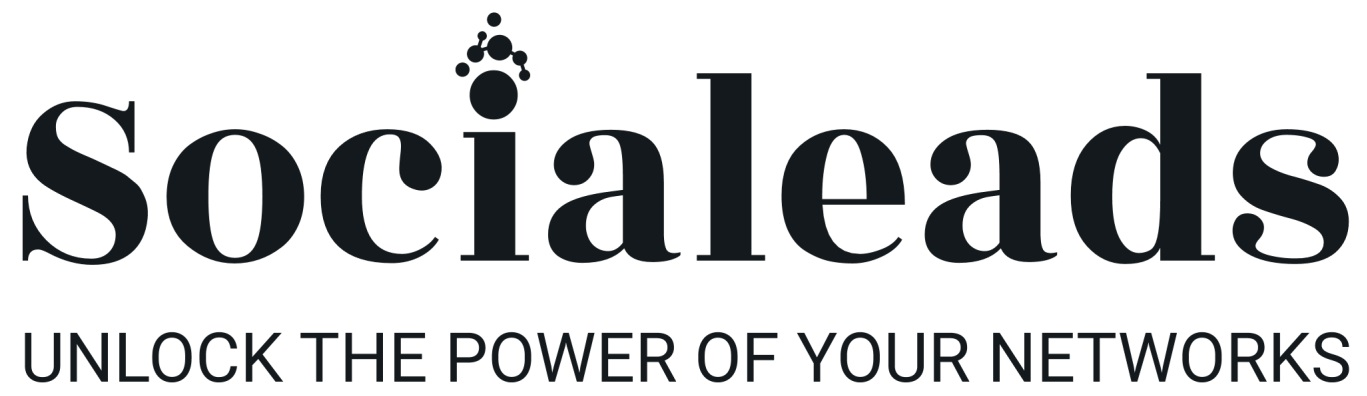 Socialeads
UNLOCK THE POWER OF YOUR NETWORKS